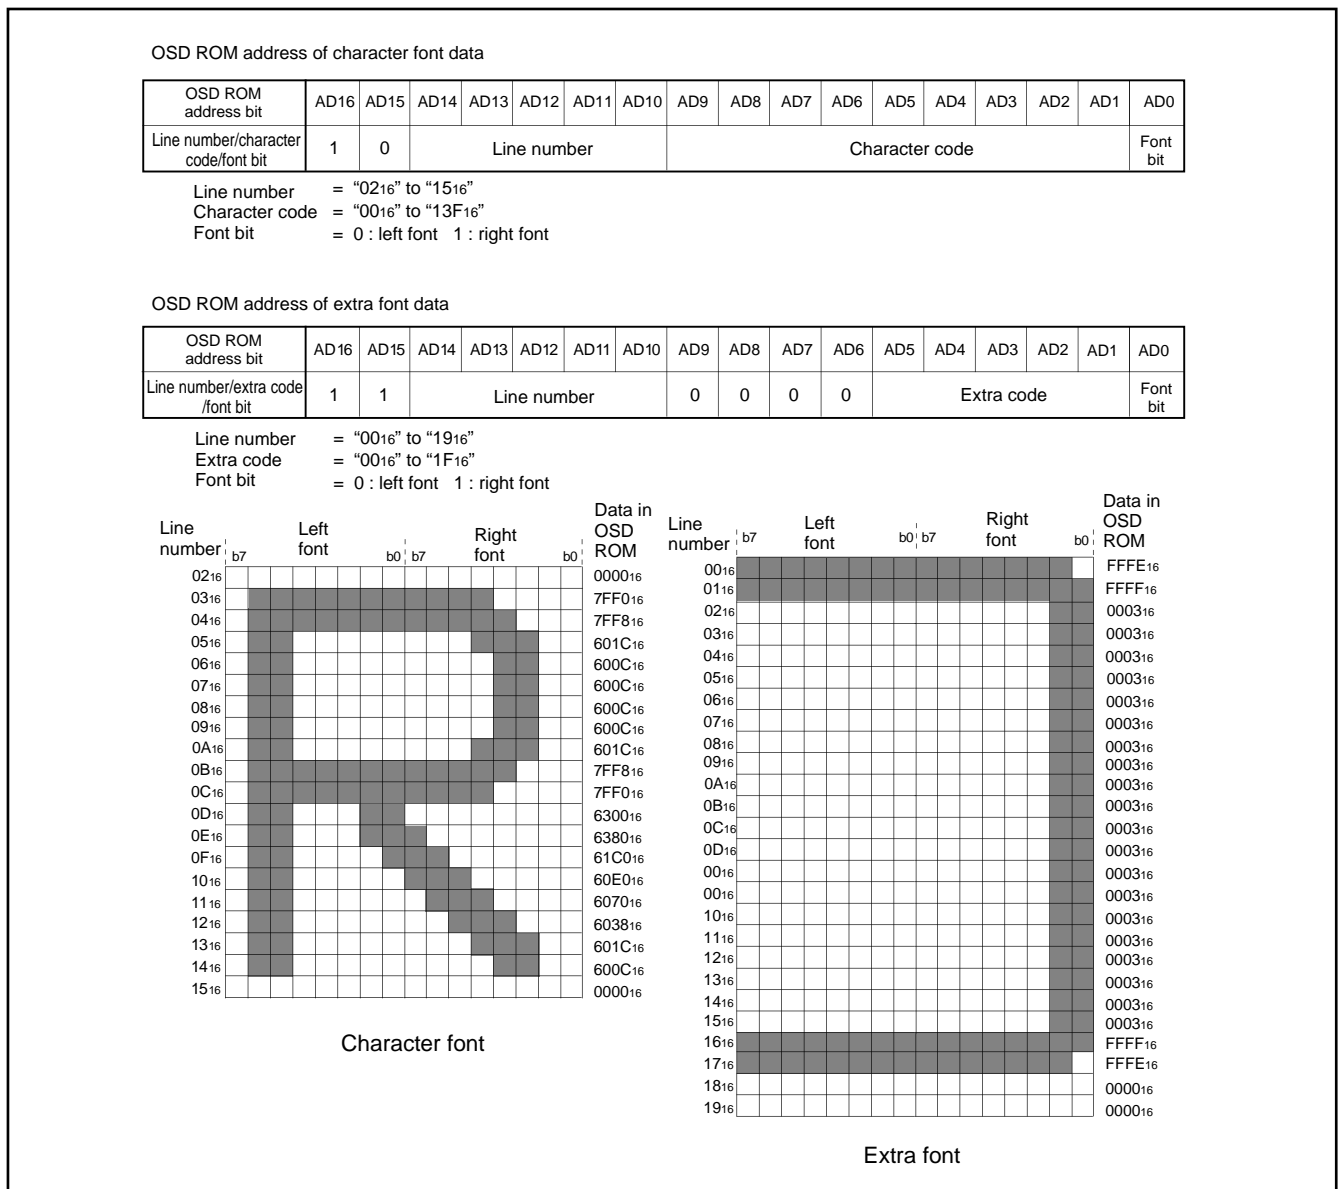 OSD ROM address of character font data
OSD ROM address bit AD16 AD15 AD14 AD13 AD12 AD11 AD10 AD9 AD8 AD7 AD6 AD5 AD4 AD3 AD2 AD1 AD0
Line number/character code/font bit 1 0 Line number Character code Font bit
Line number = “0216” to “1516”
Character code = “0016” to “13F16”
Font bit = 0 : left font 1 : right font
OSD ROM address of extra font data
OSD ROM address bit AD16 AD15 AD14 AD13 AD12 AD11 AD10 AD9 AD8 AD7 AD6 AD5 AD4 AD3 AD2 AD1 AD0
Line number/extra code /font bit 1 1 Line number 0 0 0 0 Extra code Font bit
Line number = “0016” to “1916”
Extra code = “0016” to “1F16”
Font bit = 0 : left font 1 : right font
Line number
Left font
Right font
Data in OSD ROM
b7 b0 b7 b0
0216 000016
0316 7FF016
0416 7FF816
0516 601C16
0616 600C16
0716 600C16
0816 600C16
0916 600C16
0A16 601C16
0B16 7FF816
0C16 7FF016
0D16 630016
0E16 638016
0F16 61C016
1016 60E016
1116 607016
1216 603816
1316 601C16
1416 600C16
1516 000016
Character font
Line number
Left font
Right font
Data in OSD ROM
b7 b0 b7 b0
0016 FFFE16
0116 FFFF16
0216 000316
0316 000316
0416 000316
0516 000316
0616 000316
0716 000316
0816 000316
0916 000316
0A16 000316
0B16 000316
0C16 000316
0D16 000316
0016 000316
0016 000316
1016 000316
1116 000316
1216 000316
1316 000316
1416 000316
1516 000316
1616 FFFF16
1716 FFFE16
1816 000016
1916 000016
Extra font